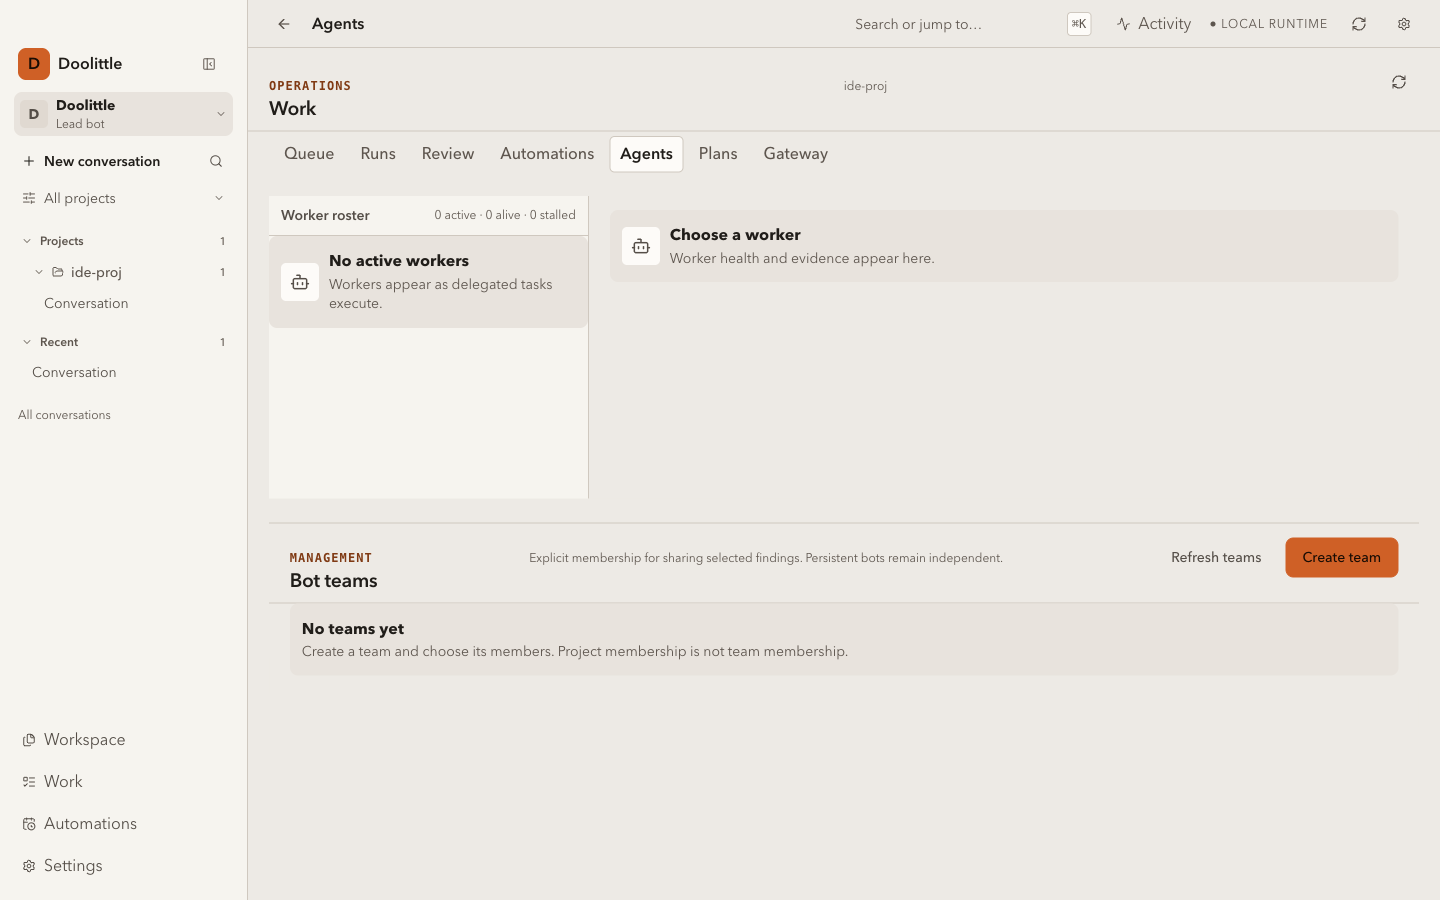 D Doolittle
D Doolittle
Lead bot
New conversation
All projects
Projects 1
ide-proj 1
Conversation
Recent 1
Conversation
All conversations
Workspace
Work
Automations
Settings
Agents
Search or jump to… ⌘K Activity • LOCAL RUNTIME
OPERATIONS
Work
ide-proj
Queue Runs Review Automations Agents Plans Gateway
Worker roster 0 active · 0 alive · 0 stalled
No active workers
Workers appear as delegated tasks
execute.
Choose a worker
Worker health and evidence appear here.
MANAGEMENT
Bot teams
Explicit membership for sharing selected findings. Persistent bots remain independent.
Refresh teams Create team
No teams yet
Create a team and choose its members. Project membership is not team membership.